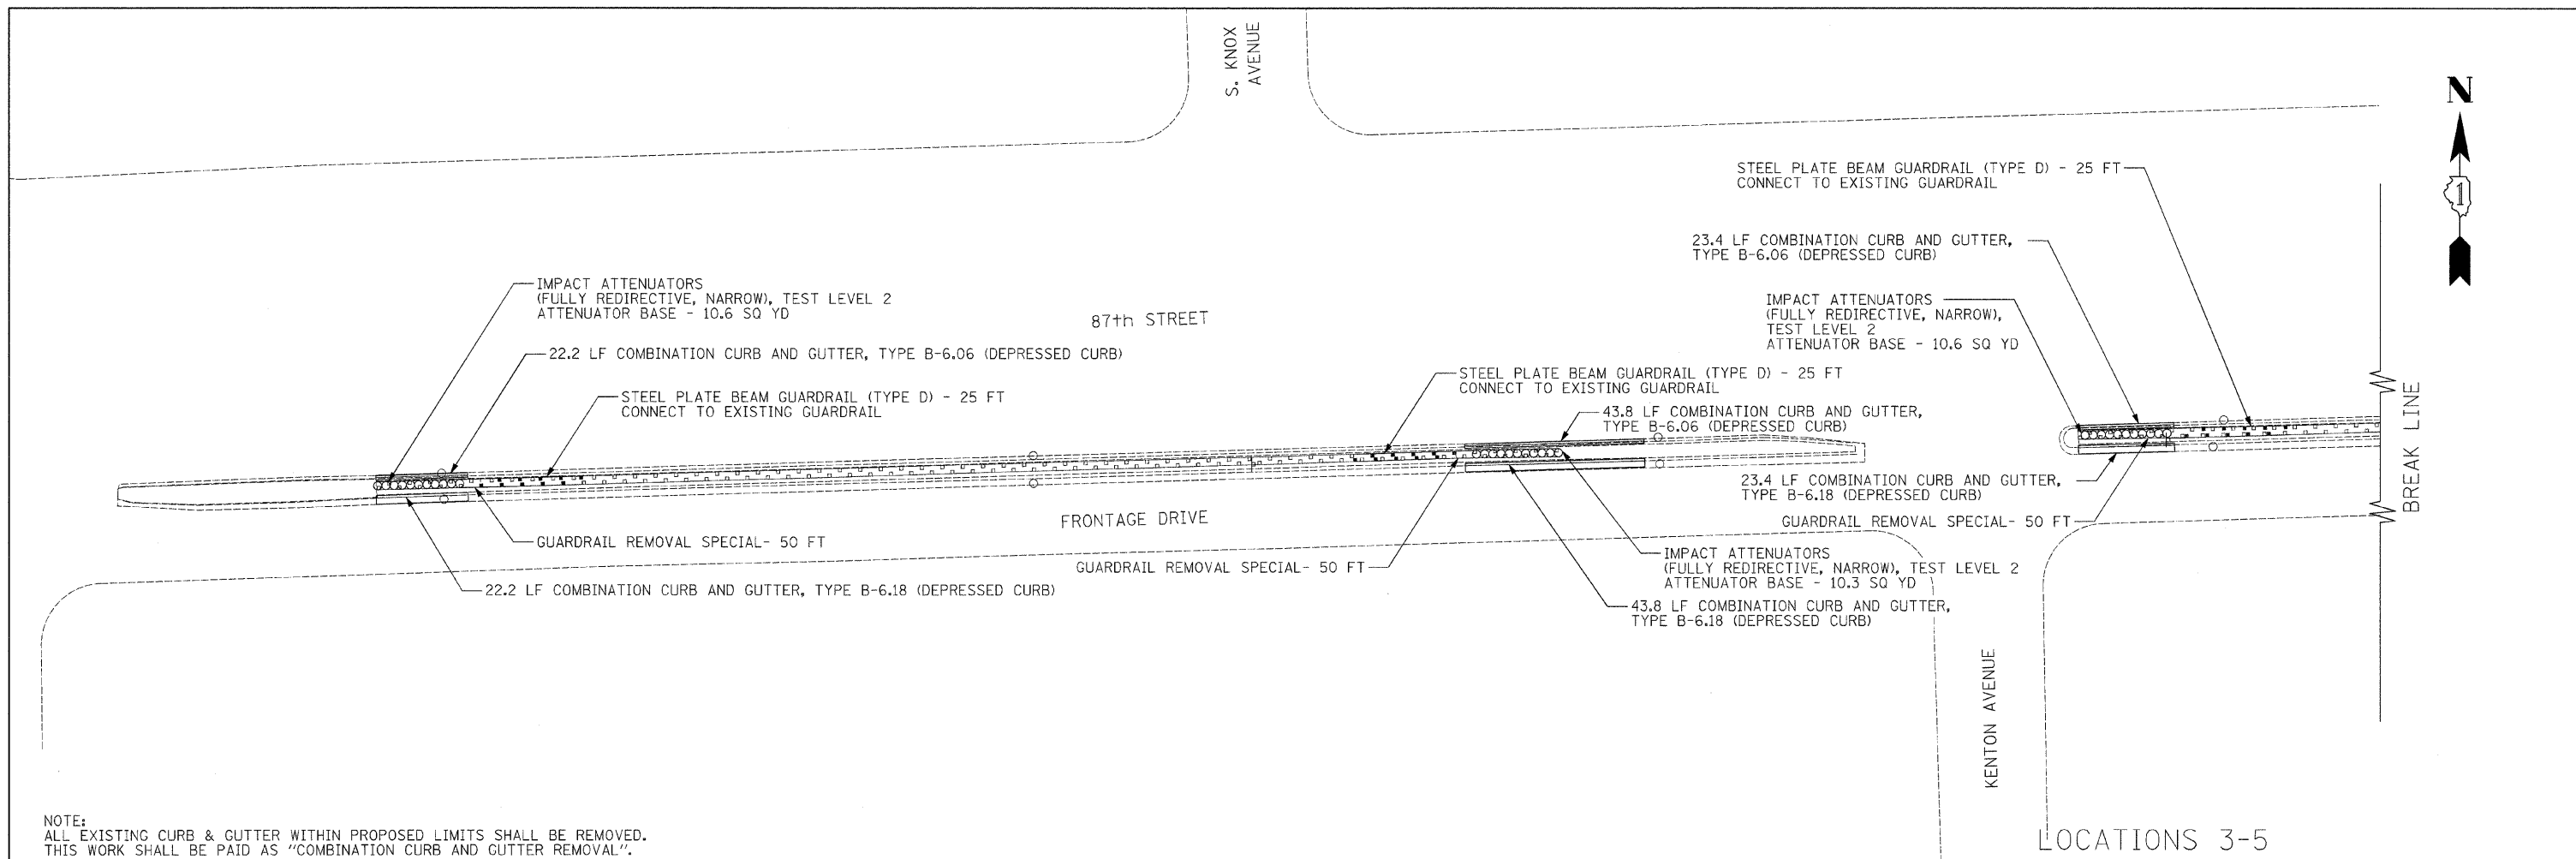 S. KNOX
AVENUE
N
1
STEEL PLATE BEAM GUARDRAIL (TYPE D) - 25 FT
CONNECT TO EXISTING GUARDRAIL
23.4 LF COMBINATION CURB AND GUTTER,
TYPE B-6.06 (DEPRESSED CURB)
IMPACT ATTENUATORS
(FULLY REDIRECTIVE, NARROW),
TEST LEVEL 2
ATTENUATOR BASE - 10.6 SQ YD
IMPACT ATTENUATORS
(FULLY REDIRECTIVE, NARROW), TEST LEVEL 2
ATTENUATOR BASE - 10.6 SQ YD
87th STREET
22.2 LF COMBINATION CURB AND GUTTER, TYPE B-6.06 (DEPRESSED CURB)
STEEL PLATE BEAM GUARDRAIL (TYPE D) - 25 FT
CONNECT TO EXISTING GUARDRAIL
STEEL PLATE BEAM GUARDRAIL (TYPE D) - 25 FT
CONNECT TO EXISTING GUARDRAIL
43.8 LF COMBINATION CURB AND GUTTER,
TYPE B-6.06 (DEPRESSED CURB)
BREAK LINE
23.4 LF COMBINATION CURB AND GUTTER,
TYPE B-6.18 (DEPRESSED CURB)
GUARDRAIL REMOVAL SPECIAL- 50 FT
FRONTAGE DRIVE
GUARDRAIL REMOVAL SPECIAL- 50 FT
GUARDRAIL REMOVAL SPECIAL- 50 FT
IMPACT ATTENUATORS
(FULLY REDIRECTIVE, NARROW), TEST LEVEL 2
ATTENUATOR BASE - 10.3 SQ YD
22.2 LF COMBINATION CURB AND GUTTER, TYPE B-6.18 (DEPRESSED CURB)
43.8 LF COMBINATION CURB AND GUTTER,
TYPE B-6.18 (DEPRESSED CURB)
KENTON AVENUE
NOTE:
ALL EXISTING CURB & GUTTER WITHIN PROPOSED LIMITS SHALL BE REMOVED.
THIS WORK SHALL BE PAID AS "COMBINATION CURB AND GUTTER REMOVAL".
LOCATIONS 3-5